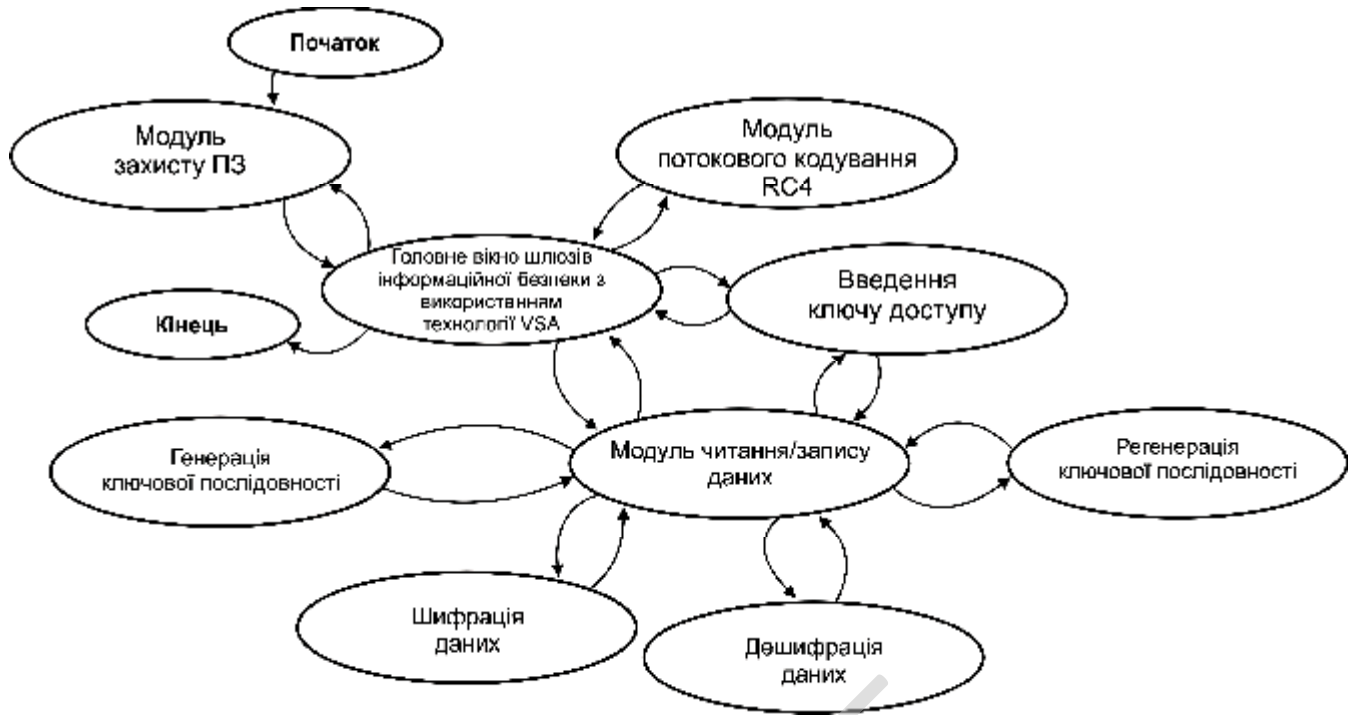 Початок
Модуль
захисту ПЗ
Модуль
потокового кодування
RC4
Головне вікно шлюзів
інформаційної безпеки з
використанням
технології VSA
Введення
ключу доступу
Кінець
Генерація
ключової послідовності
Модуль читання/запису
даних
Регенерація
ключової послідовності
Шифрація
даних
Дешифрація
даних